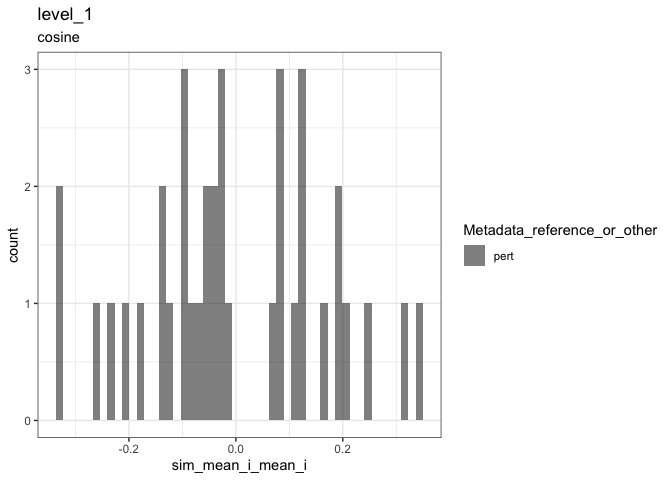 level_1
cosine
3
2
1
0
count
-0.2 0.0 0.2
sim_mean_i_mean_i
Metadata_reference_or_other
pert